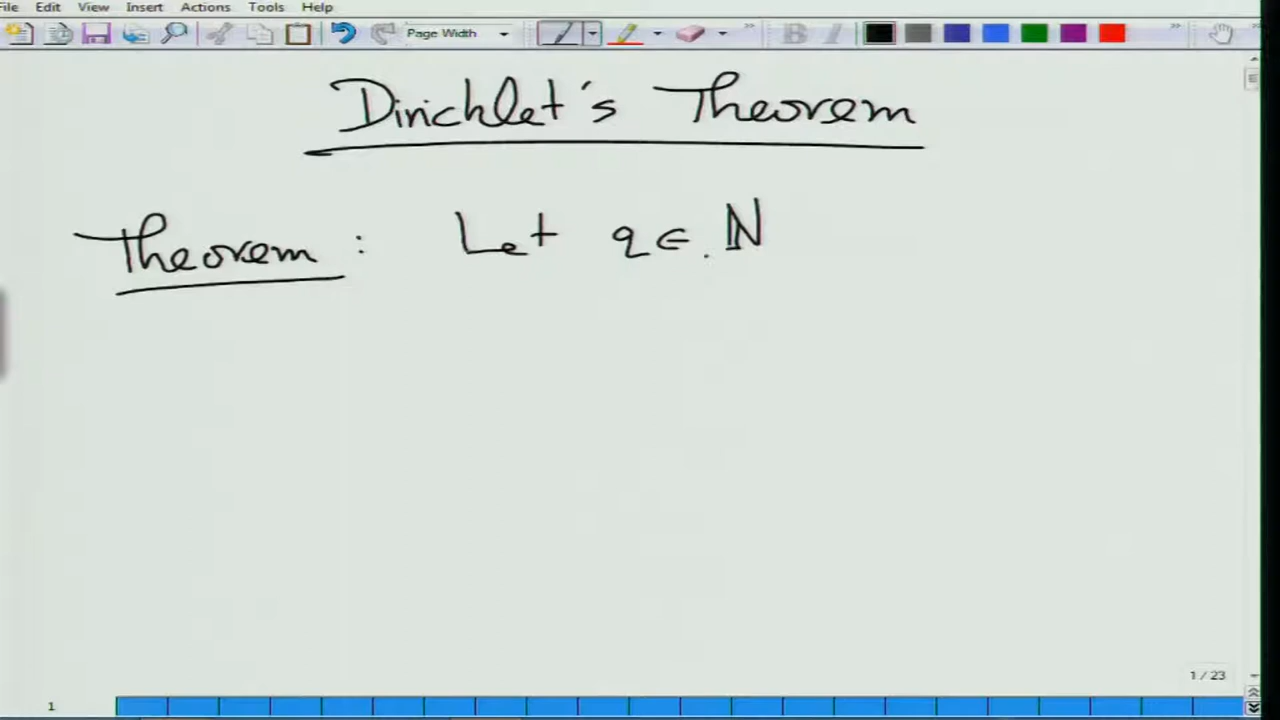 File Edit View Insert Actions Tools Help
Page Width
B I
Dirichlet's Theorem
Theorem : Let q ∈ ℕ
1 / 23
1